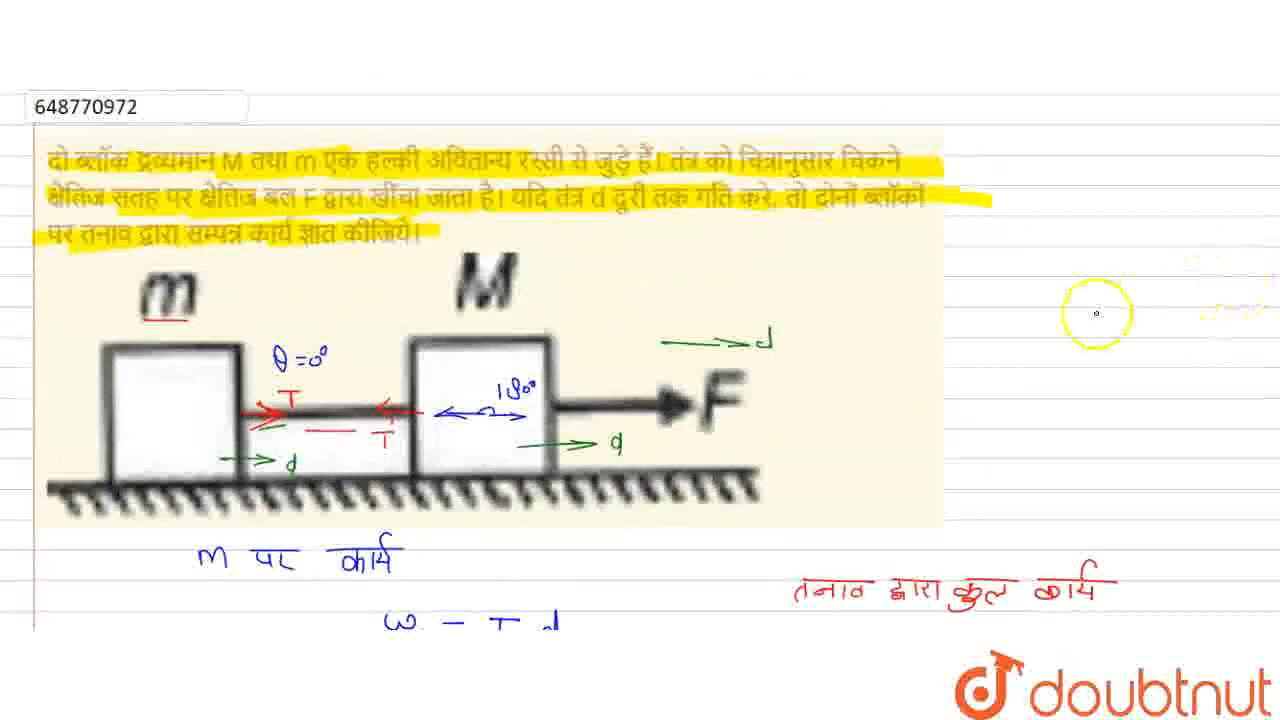 648770972
दो ब्लॉक द्रव्यमान M तथा m एक हल्की अवितान्य रस्सी से जुड़े हैं। तंत्र को चित्रानुसार चिकने
क्षैतिज सतह पर क्षैतिज बल F द्वारा खींचा जाता है। यदि तंत्र d दूरी तक गति करे, तो दोनों ब्लॉकों
पर तनाव द्वारा सम्पन्न कार्य ज्ञात कीजिये।
m M
θ=0° d
T 180° F
T d
d
m पर कार्य
तनाव द्वारा कुल कार्य
doubtnut